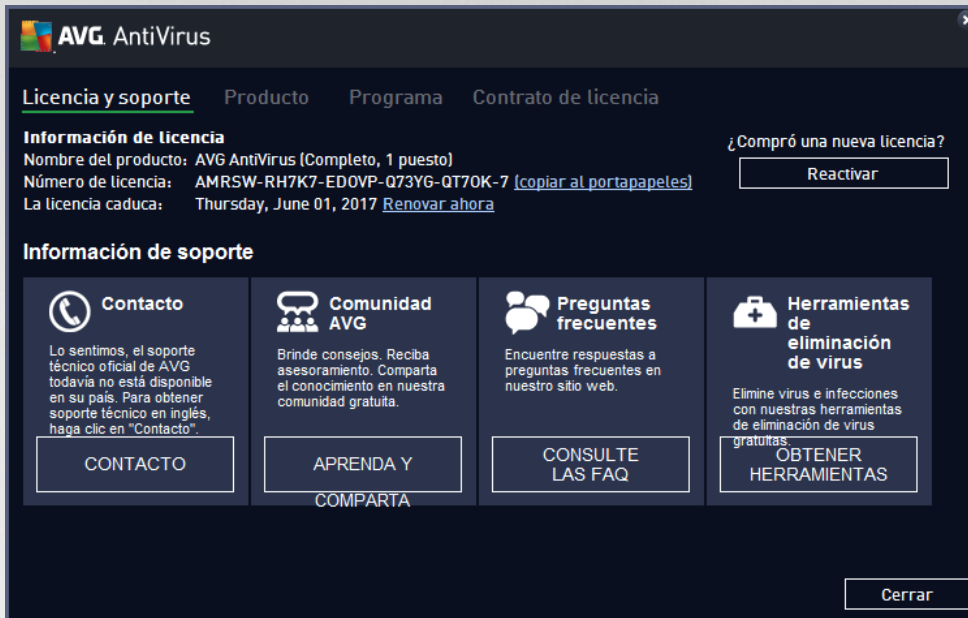 AVG AntiVirus
Licencia y soporte Producto Programa Contrato de licencia
Información de licencia
Nombre del producto: AVG AntiVirus (Completo, 1 puesto)
Número de licencia: AMRSW-RH7K7-EDOVP-Q73YG-QT7OK-7 (copiar al portapapeles)
La licencia caduca: Thursday, June 01, 2017 Renovar ahora
¿Compró una nueva licencia?
Reactivar
Información de soporte
Contacto
Lo sentimos, el soporte
técnico oficial de AVG
todavía no está disponible
en su país. Para obtener
soporte técnico en inglés,
haga clic en "Contacto".
CONTACTO
Comunidad
AVG
Brinde consejos. Reciba
asesoramiento. Comparta
el conocimiento en nuestra
comunidad gratuita.
APRENDA Y
COMPARTA
Preguntas
frecuentes
Encuentre respuestas a
preguntas frecuentes en
nuestro sitio web.
CONSULTE
LAS FAQ
Herramientas
de
eliminación
de virus
Elimine virus e infecciones
con nuestras herramientas
de eliminación de virus
gratuitas.
OBTENER
HERRAMIENTAS
Cerrar